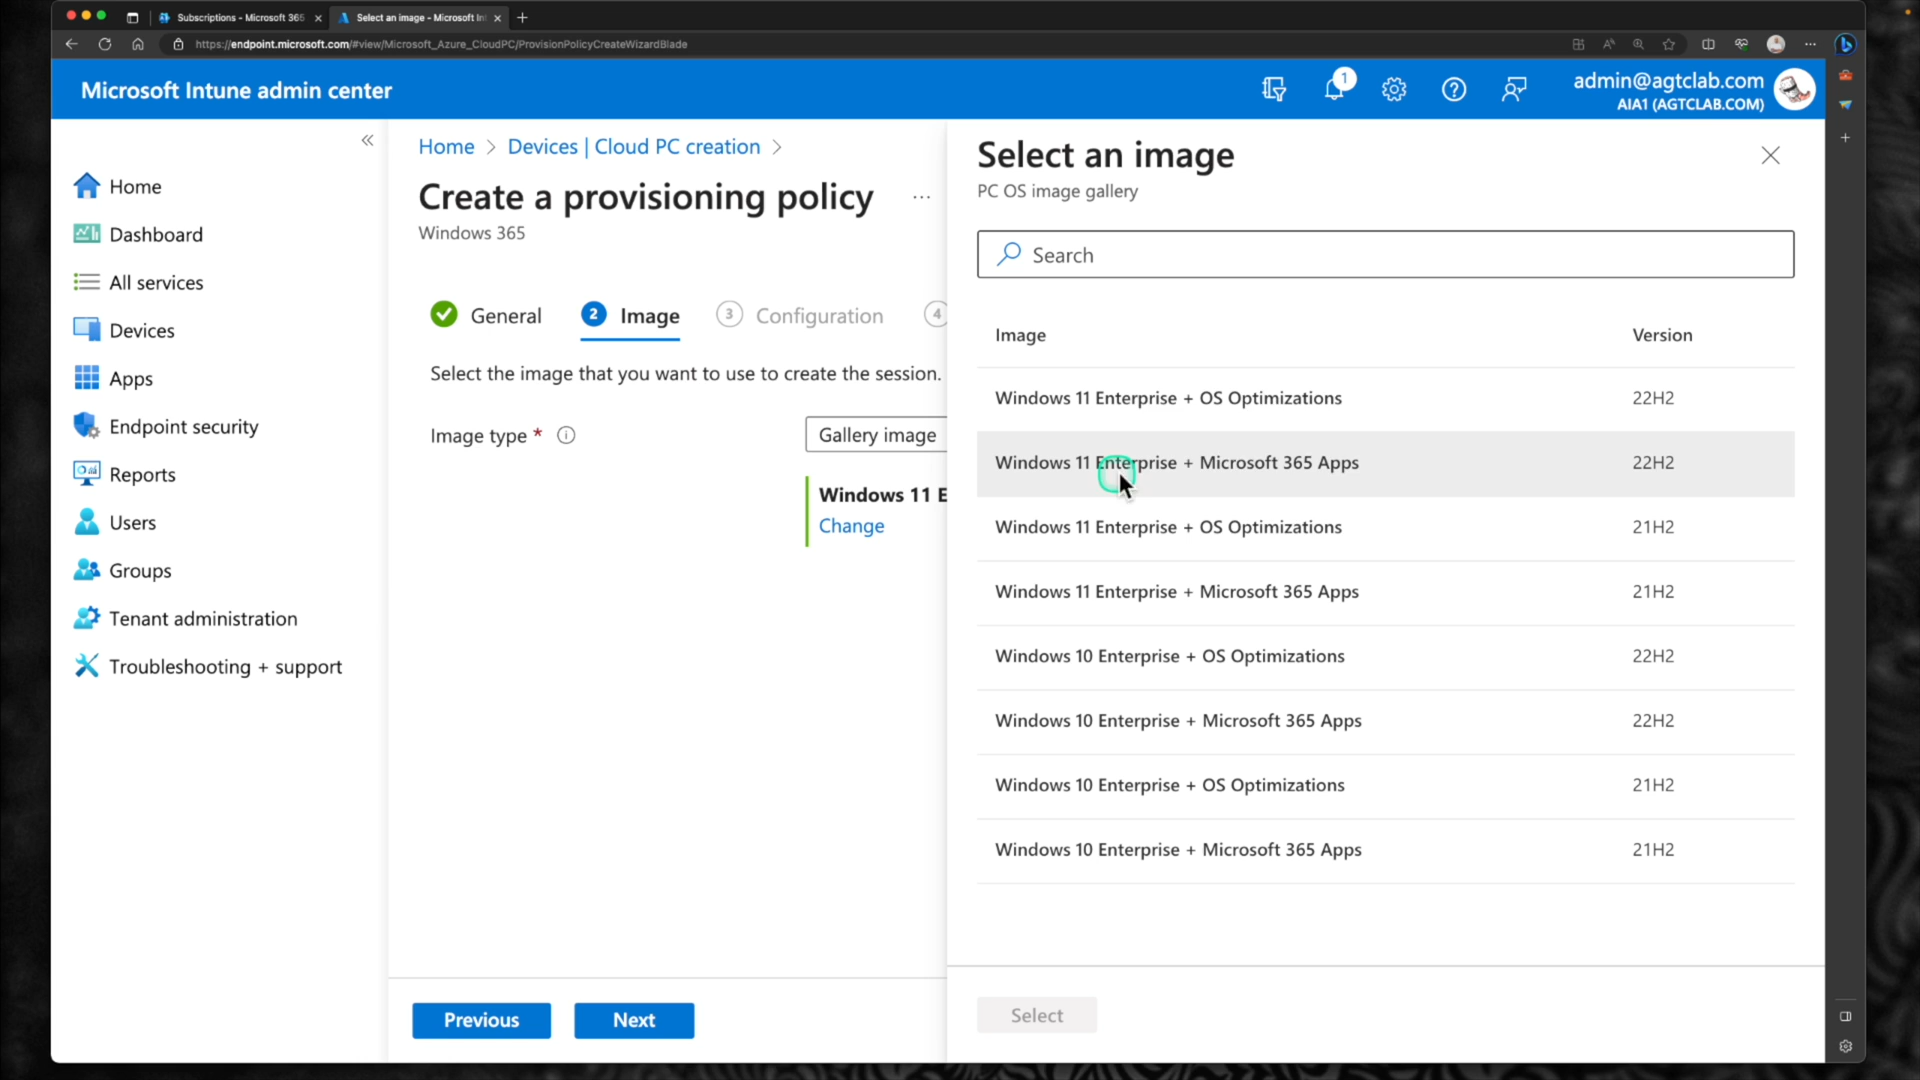 Subscriptions - Microsoft 365
Select an image - Microsoft In
https://endpoint.microsoft.com/#view/Microsoft_Azure_CloudPC/ProvisionPolicyCreateWizardBlade
Microsoft Intune admin center
1
admin@agtclab.com
AIA1 (AGTCLAB.COM)
Home
Dashboard
All services
Devices
Apps
Endpoint security
Reports
Users
Groups
Tenant administration
Troubleshooting + support
Home > Devices | Cloud PC creation >
Create a provisioning policy ...
Windows 365
General
2 Image
3 Configuration
4
Select the image that you want to use to create the session.
Image type *
Gallery image
Windows 11 E
Change
Previous
Next
Select an image
PC OS image gallery
Search
Image Version
Windows 11 Enterprise + OS Optimizations 22H2
Windows 11 Enterprise + Microsoft 365 Apps 22H2
Windows 11 Enterprise + OS Optimizations 21H2
Windows 11 Enterprise + Microsoft 365 Apps 21H2
Windows 10 Enterprise + OS Optimizations 22H2
Windows 10 Enterprise + Microsoft 365 Apps 22H2
Windows 10 Enterprise + OS Optimizations 21H2
Windows 10 Enterprise + Microsoft 365 Apps 21H2
Select